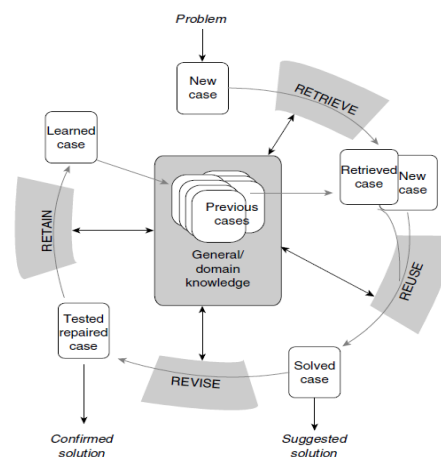 Problem
New
case
RETRIEVE
Learned
case
Retrieved
case
New
case
Previous
cases
General/
domain
knowledge
RETAIN
REUSE
Tested
repaired
case
REVISE
Solved
case
Confirmed
solution
Suggested
solution